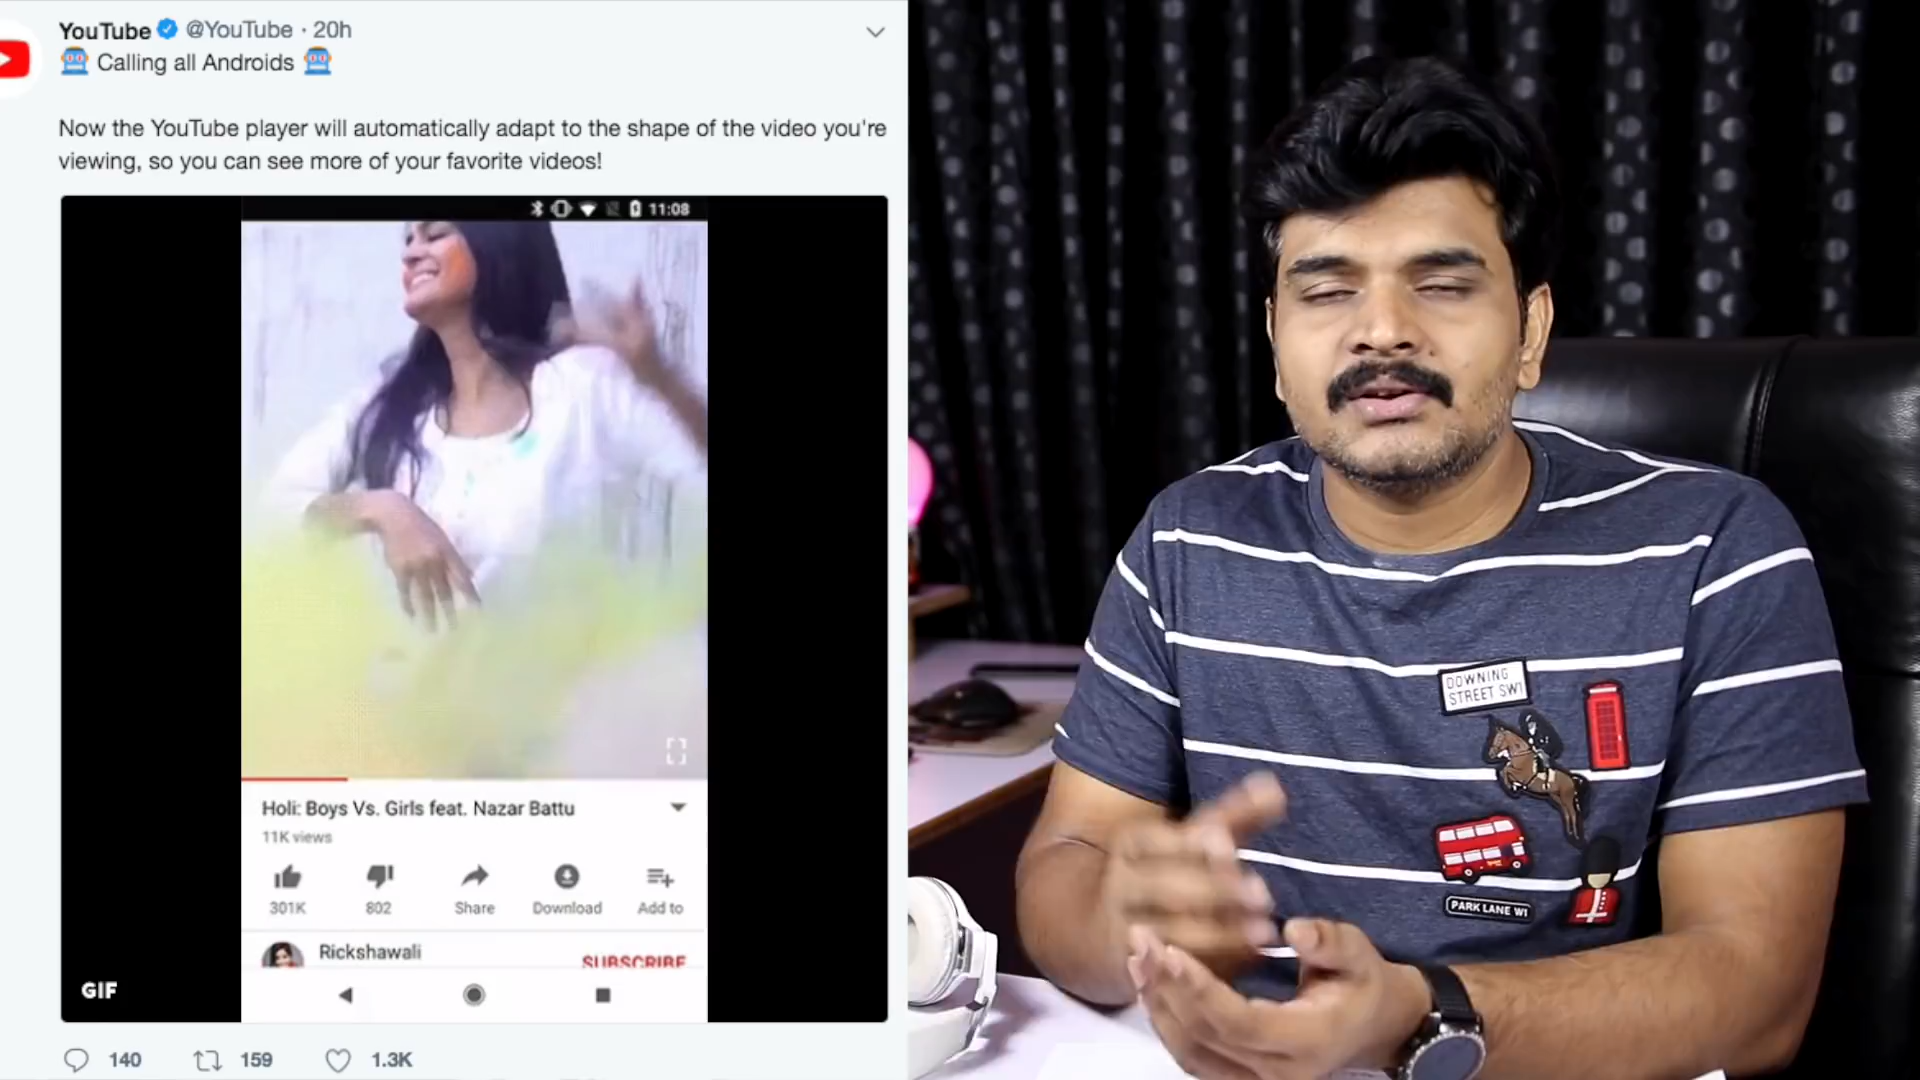 YouTube @YouTube · 20h
Calling all Androids
Now the YouTube player will automatically adapt to the shape of the video you're
viewing, so you can see more of your favorite videos!
11:08
Holi: Boys Vs. Girls feat. Nazar Battu
11K views
301K 802 Share Download Add to
Rickshawali SUBSCRIBE
GIF
140 159 1.3K
DOWNING
STREET SW1
PARK LANE W1